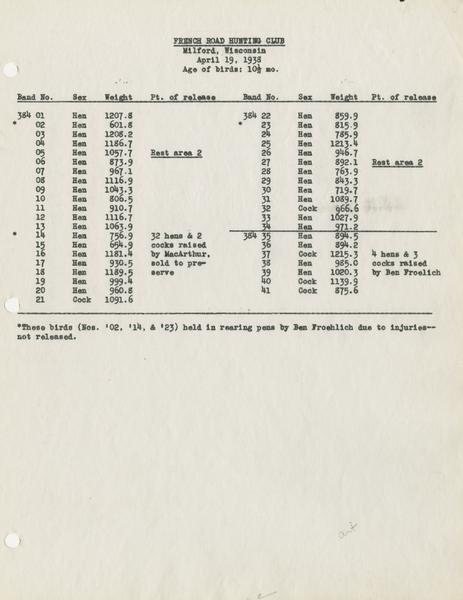 FRENCH ROAD HUNTING CLUB
Milford, Wisconsin
April 19, 1938
Age of birds: 10½ mo.
Band No. Sex Weight Pt. of release Band No. Sex Weight Pt. of release
384 01 Hen 1207.8 384 22 Hen 859.9
* 02 Hen 601.8 * 23 Hen 815.9
03 Hen 1208.2 24 Hen 785.9
04 Hen 1186.7 25 Hen 1213.4
05 Hen 1057.7 Rest area 2 26 Hen 946.7
06 Hen 873.9 27 Hen 892.1 Rest area 2
07 Hen 967.1 28 Hen 763.9
08 Hen 1116.9 29 Hen 843.3
09 Hen 1043.3 30 Hen 719.7
10 Hen 806.5 31 Hen 1089.7
11 Hen 910.7 32 Cock 966.6
12 Hen 1116.7 33 Hen 1027.9
13 Hen 1063.9 34 Hen 971.2
* 14 Hen 756.9 32 hens & 2 384 35 Hen 894.5
15 Hen 654.9 cocks raised 36 Hen 894.2
16 Hen 1181.4 by MacArthur, 37 Cock 1215.3 4 hens & 3
17 Hen 930.5 sold to pre- 38 Hen 985.0 cocks raised
18 Hen 1189.5 serve 39 Hen 1020.3 by Ben Froelich
19 Hen 999.4 40 Cock 1139.9
20 Hen 960.8 41 Cock 875.6
21 Cock 1091.6
*These birds (Nos. '02, '14, & '23) held in rearing pens by Ben Froehlich due to injuries--
not released.